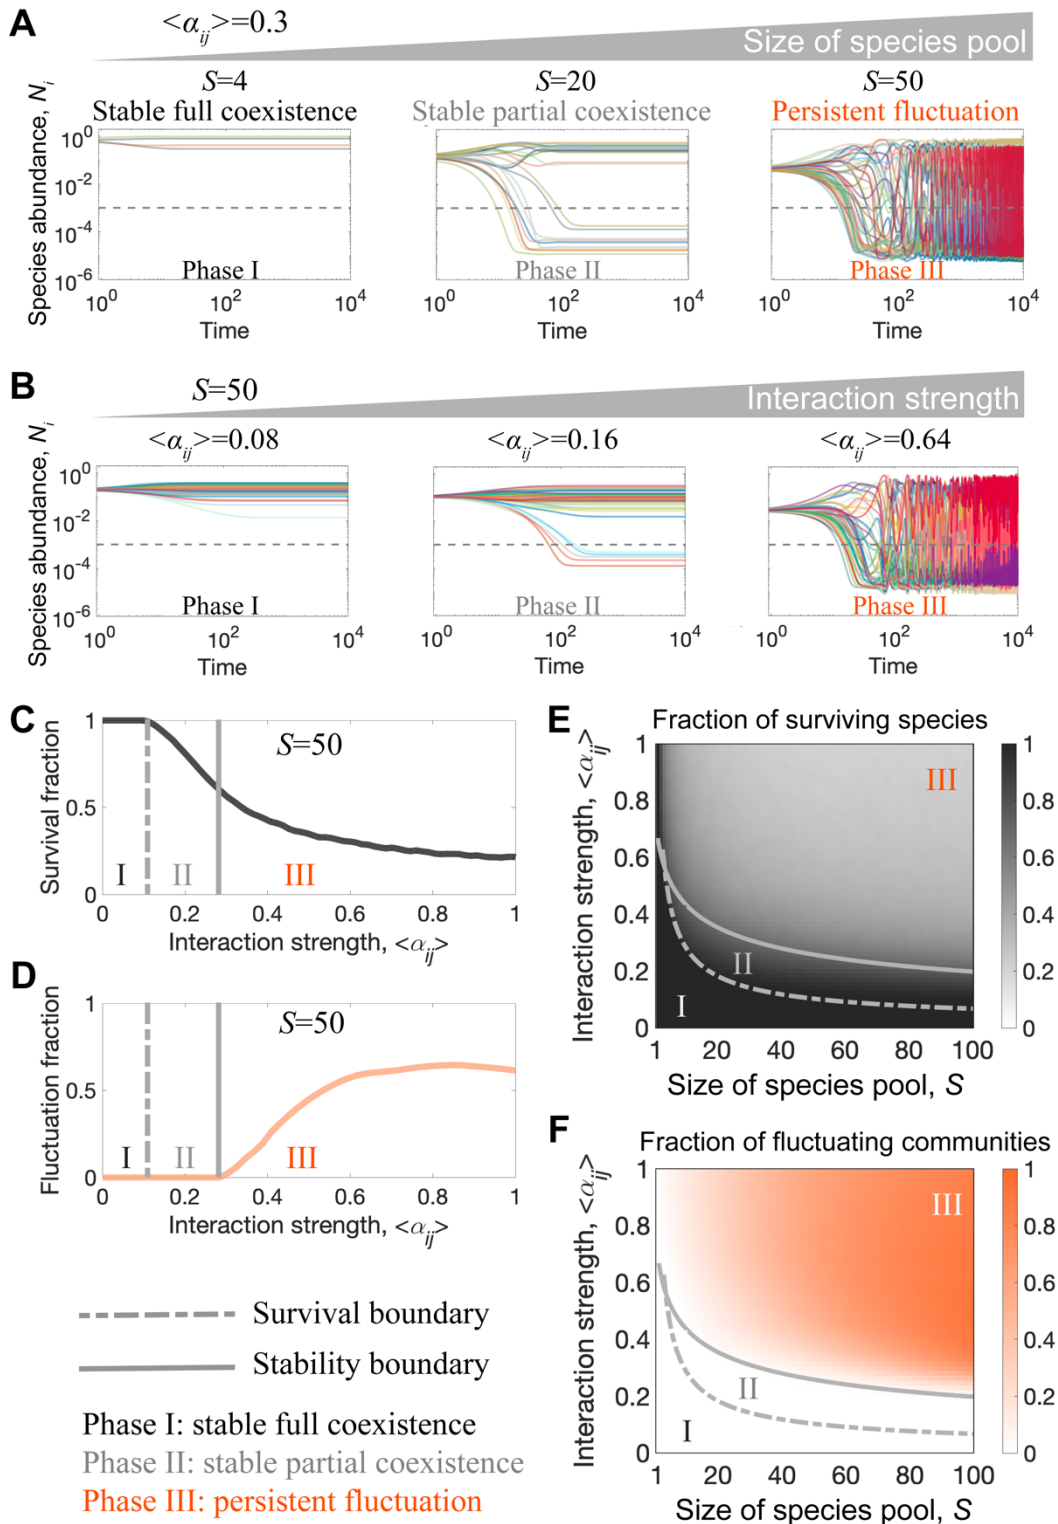 A
<α_ij>=0.3
Size of species pool
S=4
S=20
S=50
Stable full coexistence
Stable partial coexistence
Persistent fluctuation
Species abundance, N_i
10^0
10^-2
10^-4
10^-6
Phase I
Phase II
Phase III
10^0 10^2 10^4
10^0 10^2 10^4
10^0 10^2 10^4
Time
Time
Time
B
S=50
Interaction strength
<α_ij>=0.08
<α_ij>=0.16
<α_ij>=0.64
Species abundance, N_i
10^0
10^-2
10^-4
10^-6
Phase I
Phase II
Phase III
10^0 10^2 10^4
10^0 10^2 10^4
10^0 10^2 10^4
Time
Time
Time
C
S=50
Survival fraction
1
0.5
0
I
II
III
0 0.2 0.4 0.6 0.8 1
Interaction strength, <α_ij>
D
S=50
Fluctuation fraction
1
0.5
0
I
II
III
0 0.2 0.4 0.6 0.8 1
Interaction strength, <α_ij>
Survival boundary
Stability boundary
Phase I: stable full coexistence
Phase II: stable partial coexistence
Phase III: persistent fluctuation
E
Fraction of surviving species
Interaction strength, <α_ij>
1
0.8
0.6
0.4
0.2
0
III
II
I
1
0.8
0.6
0.4
0.2
0
1 20 40 60 80 100
Size of species pool, S
F
Fraction of fluctuating communities
Interaction strength, <α_ij>
1
0.8
0.6
0.4
0.2
0
III
II
I
1
0.8
0.6
0.4
0.2
0
1 20 40 60 80 100
Size of species pool, S